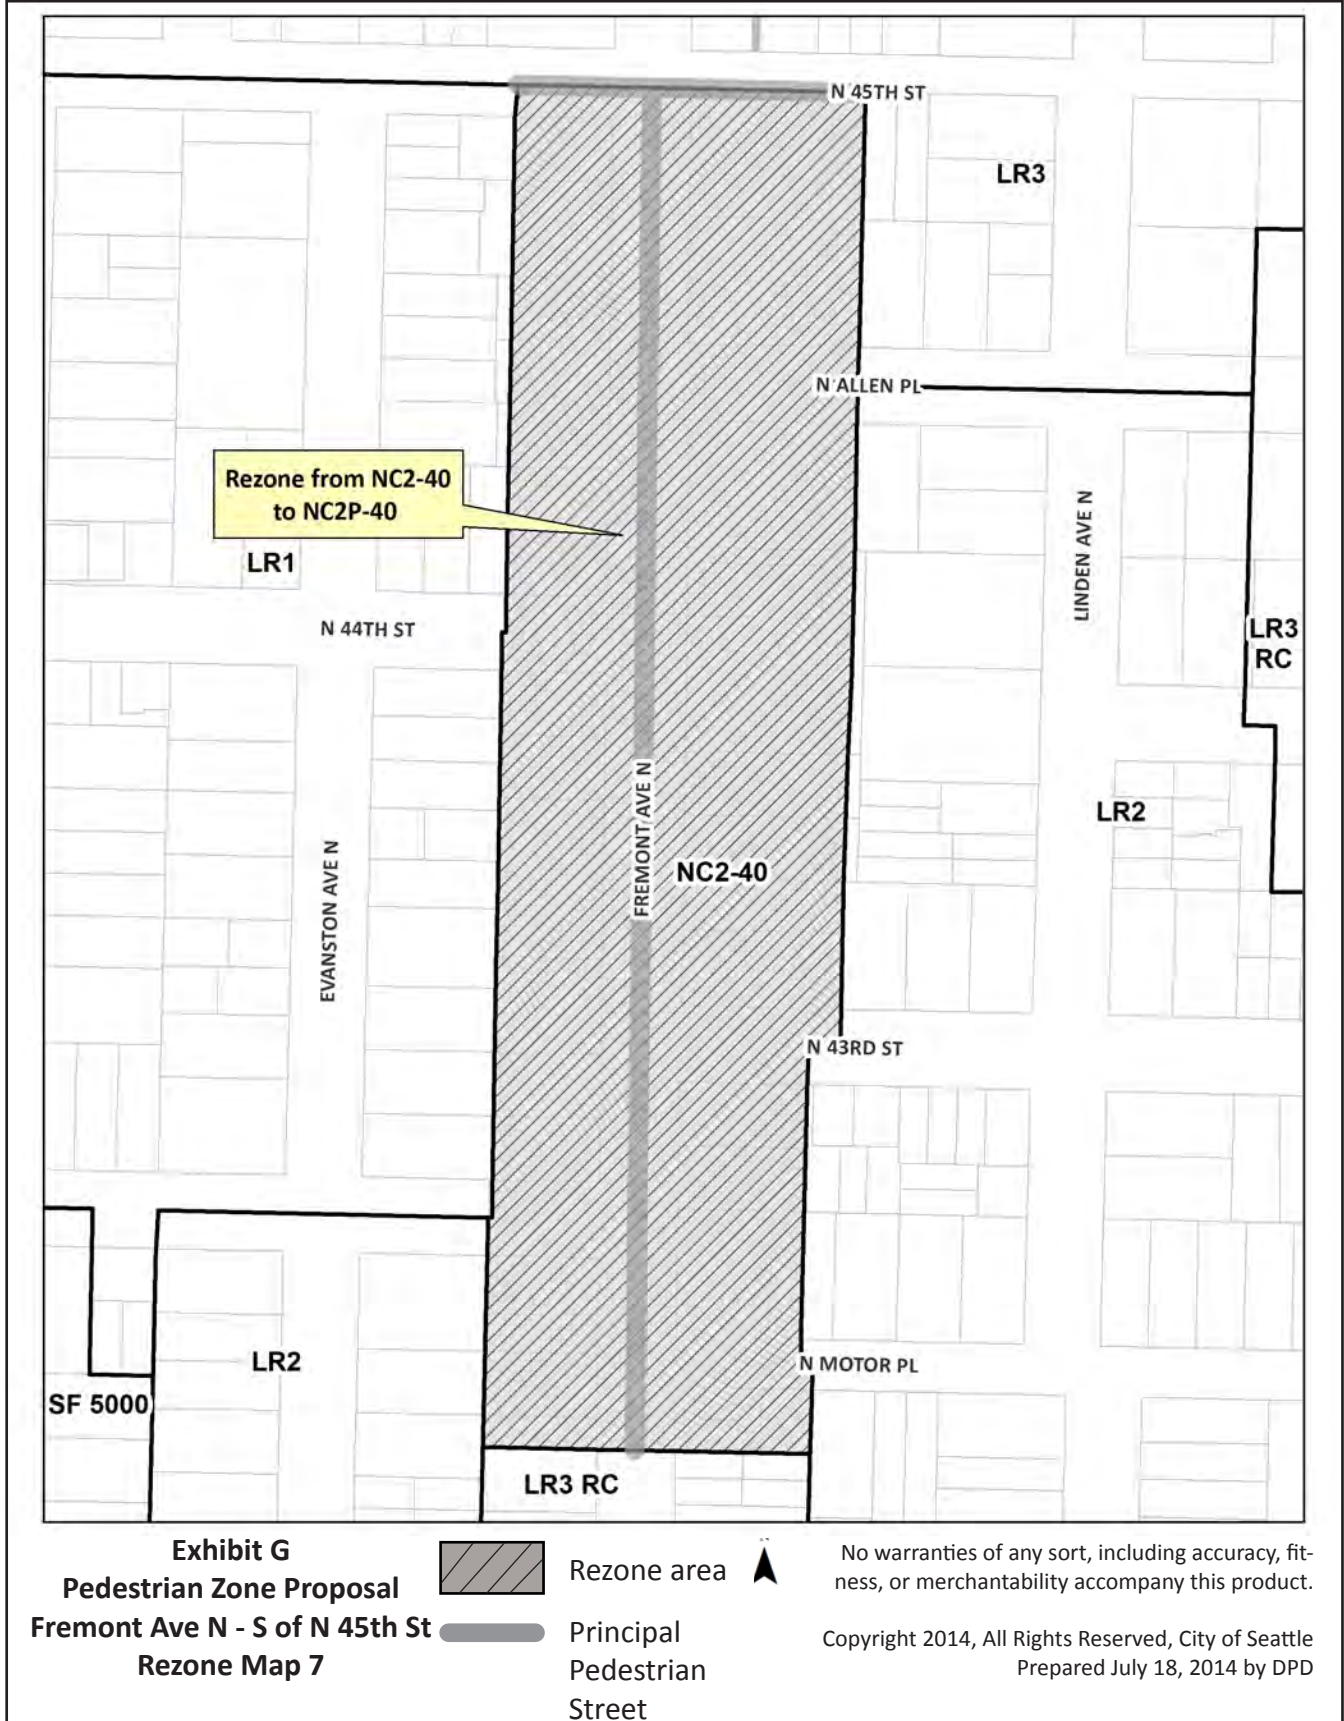 N 45TH ST
LR3
N ALLEN PL
Rezone from NC2-40
to NC2P-40
LR1
N 44TH ST
LINDEN AVE N
LR3
RC
LR2
FREMONT AVE N
NC2-40
EVANSTON AVE N
N 43RD ST
N MOTOR PL
LR2
SF 5000
LR3 RC
Exhibit G
Pedestrian Zone Proposal
Fremont Ave N - S of N 45th St
Rezone Map 7
Rezone area
Principal
Pedestrian
Street
No warranties of any sort, including accuracy, fit-
ness, or merchantability accompany this product.
Copyright 2014, All Rights Reserved, City of Seattle
Prepared July 18, 2014 by DPD